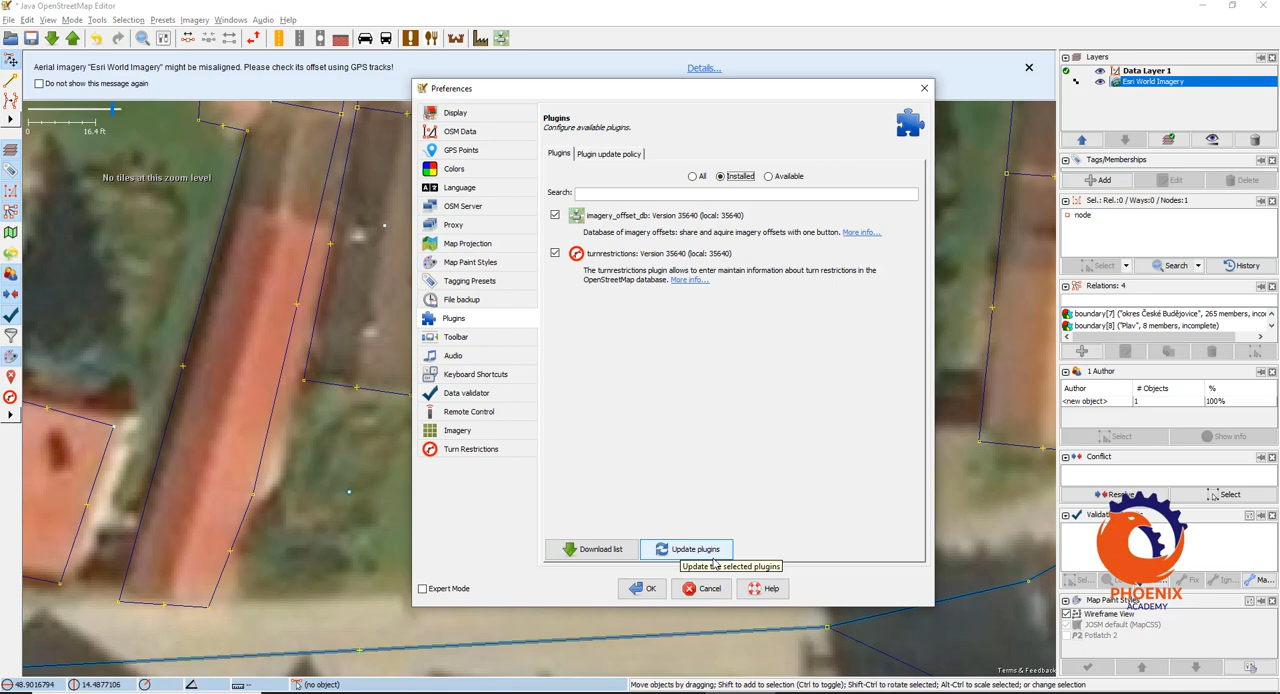 * Java OpenStreetMap Editor
File Edit View Mode Tools Selection Presets Imagery Windows Audio Help
Aerial imagery "Esri World Imagery" might be misaligned. Please check its offset using GPS tracks!
Details...
Do not show this message again
0 16.4 ft
No tiles at this zoom level
Preferences
Display
OSM Data
GPS Points
Colors
Language
OSM Server
Proxy
Map Projection
Map Paint Styles
Tagging Presets
File backup
Plugins
Toolbar
Audio
Keyboard Shortcuts
Data validator
Remote Control
Imagery
Turn Restrictions
Expert Mode
Plugins
Configure available plugins.
Plugins Plugin update policy
All Installed Available
Search:
imagery_offset_db: Version 35640 (local: 35640)
Database of imagery offsets: share and aquire imagery offsets with one button. More info...
turnrestrictions: Version 35640 (local: 35640)
The turnrestrictions plugin allows to enter maintain information about turn restrictions in the
OpenStreetMap database. More info...
Download list Update plugins
Update the selected plugins
OK Cancel Help
Layers
Data Layer 1
Esri World Imagery
Tags/Memberships
Add Edit Delete
Sel.: Rel.:0 / Ways:0 / Nodes:1
node
Select Search History
Relations: 4
boundary[7] ("okres České Budějovice", 265 members, inco
boundary[8] ("Plav", 8 members, incomplete)
1 Author
Author # Objects %
<new object> 1 100%
Select Show info
Conflict
Resolve Select
Sel... Fix Ign... Ma...
PHOENIX
ACADEMY
Map Paint Styles
Wireframe View
JOSM default (MapCSS)
Potlatch 2
Terms & Feedback
48.9016794 14.4877106 -- (no object) Move objects by dragging; Shift to add to selection (Ctrl to toggle); Shift-Ctrl to rotate selected; Alt-Ctrl to scale selected; or change selection